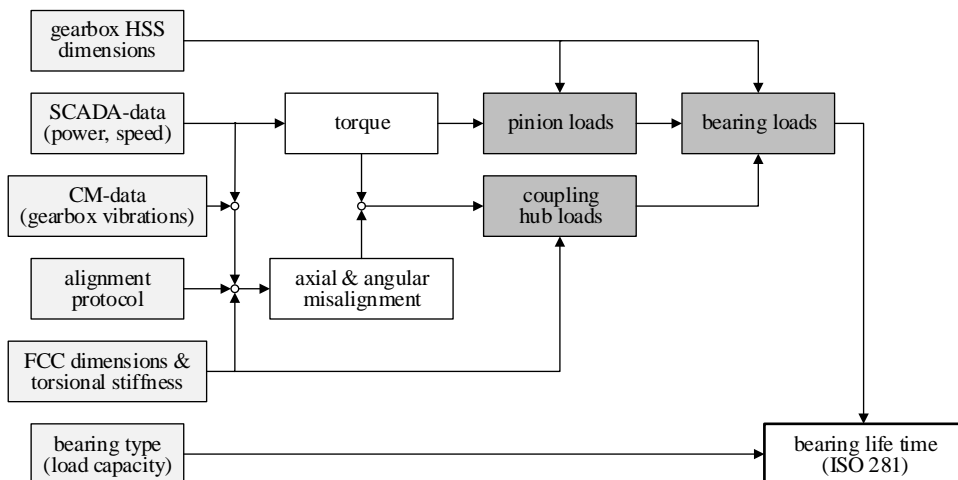 gearbox HSS
dimensions
SCADA-data
(power, speed)
torque
pinion loads
bearing loads
CM-data
(gearbox vibrations)
coupling
hub loads
alignment
protocol
axial & angular
misalignment
FCC dimensions &
torsional stiffness
bearing type
(load capacity)
bearing life time
(ISO 281)